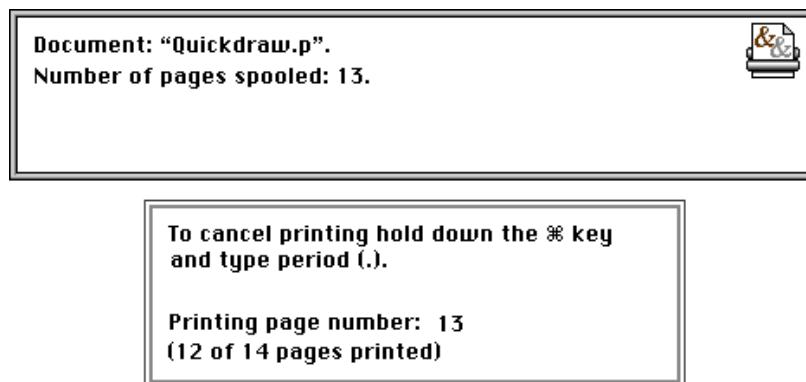 Document: “Quickdraw.p”.
Number of pages spooled: 13.
&&
To cancel printing hold down the ⌘ key
and type period (.).
Printing page number: 13
(12 of 14 pages printed)